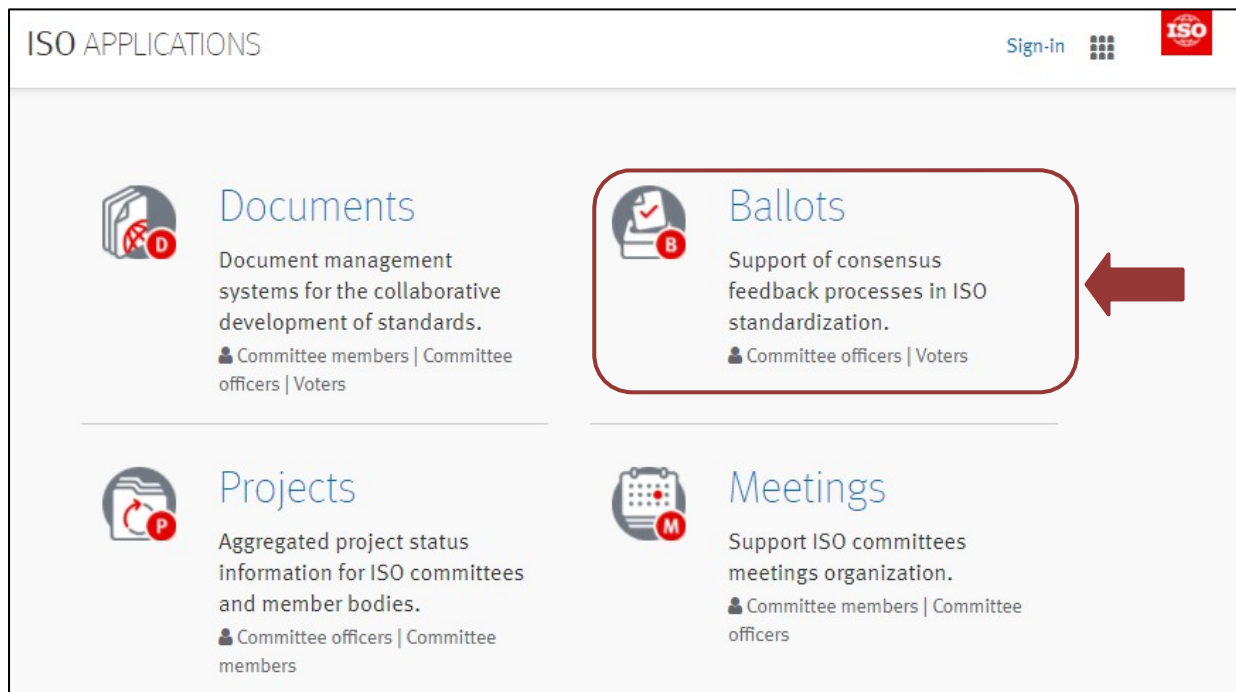 ISO APPLICATIONS
Sign-in
ISO
Documents
Document management
systems for the collaborative
development of standards.
Committee members | Committee
officers | Voters
D
Ballots
Support of consensus
feedback processes in ISO
standardization.
Committee officers | Voters
B
Projects
Aggregated project status
information for ISO committees
and member bodies.
Committee officers | Committee
members
P
Meetings
Support ISO committees
meetings organization.
Committee members | Committee
officers
M